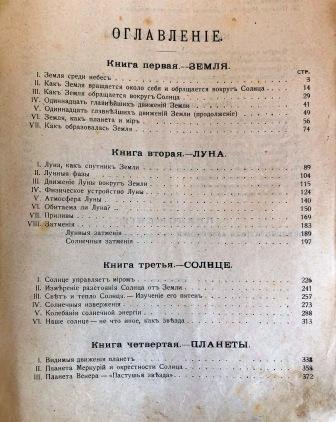 ОГЛАВЛЕНІЕ.
Книга первая.—ЗЕМЛЯ.
СТР.
I. Земля среди небесъ 3
II. Какъ Земля вращается около себя и обращается вокругъ Солнца 14
III. Какъ Земля обращается вокругъ Солнца 29
IV. Одиннадцать главнѣйшихъ движеній Земли 41
V. Одиннадцать главнѣйшихъ движеній Земли (продолженіе) 49
VI. Земля, какъ планета и міръ 56
VII. Какъ образовалась Земля 74
Книга вторая.—ЛУНА.
I. Луна, какъ спутникъ Земли 89
II. Лунныя фазы 104
III. Движеніе Луны вокругъ Земли 115
IV. Физическое устройство Луны 124
V. Атмосфера Луны 140
VI. Обитаема ли Луна? 150
VII. Приливы 169
VIII. Затменія 183
Лунныя затменія 189
Солнечныя затменія 197
Книга третья.—СОЛНЦЕ.
I. Солнце управляетъ міромъ 226
II. Измѣреніе разстоянія Солнца отъ Земли 241
III. Свѣтъ и тепло Солнца.—Изученіе его пятенъ 257
IV. Солнечныя изверженія 273
V. Колебанія солнечной энергіи 288
VI. Наше солнце—не что иное, какъ звѣзда 313
Книга четвертая.—ПЛАНЕТЫ.
I. Видимыя движенія планетъ 338
II. Планета Меркурій и окрестности Солнца 354
III. Планета Венера—«Пастушья звѣзда» 372